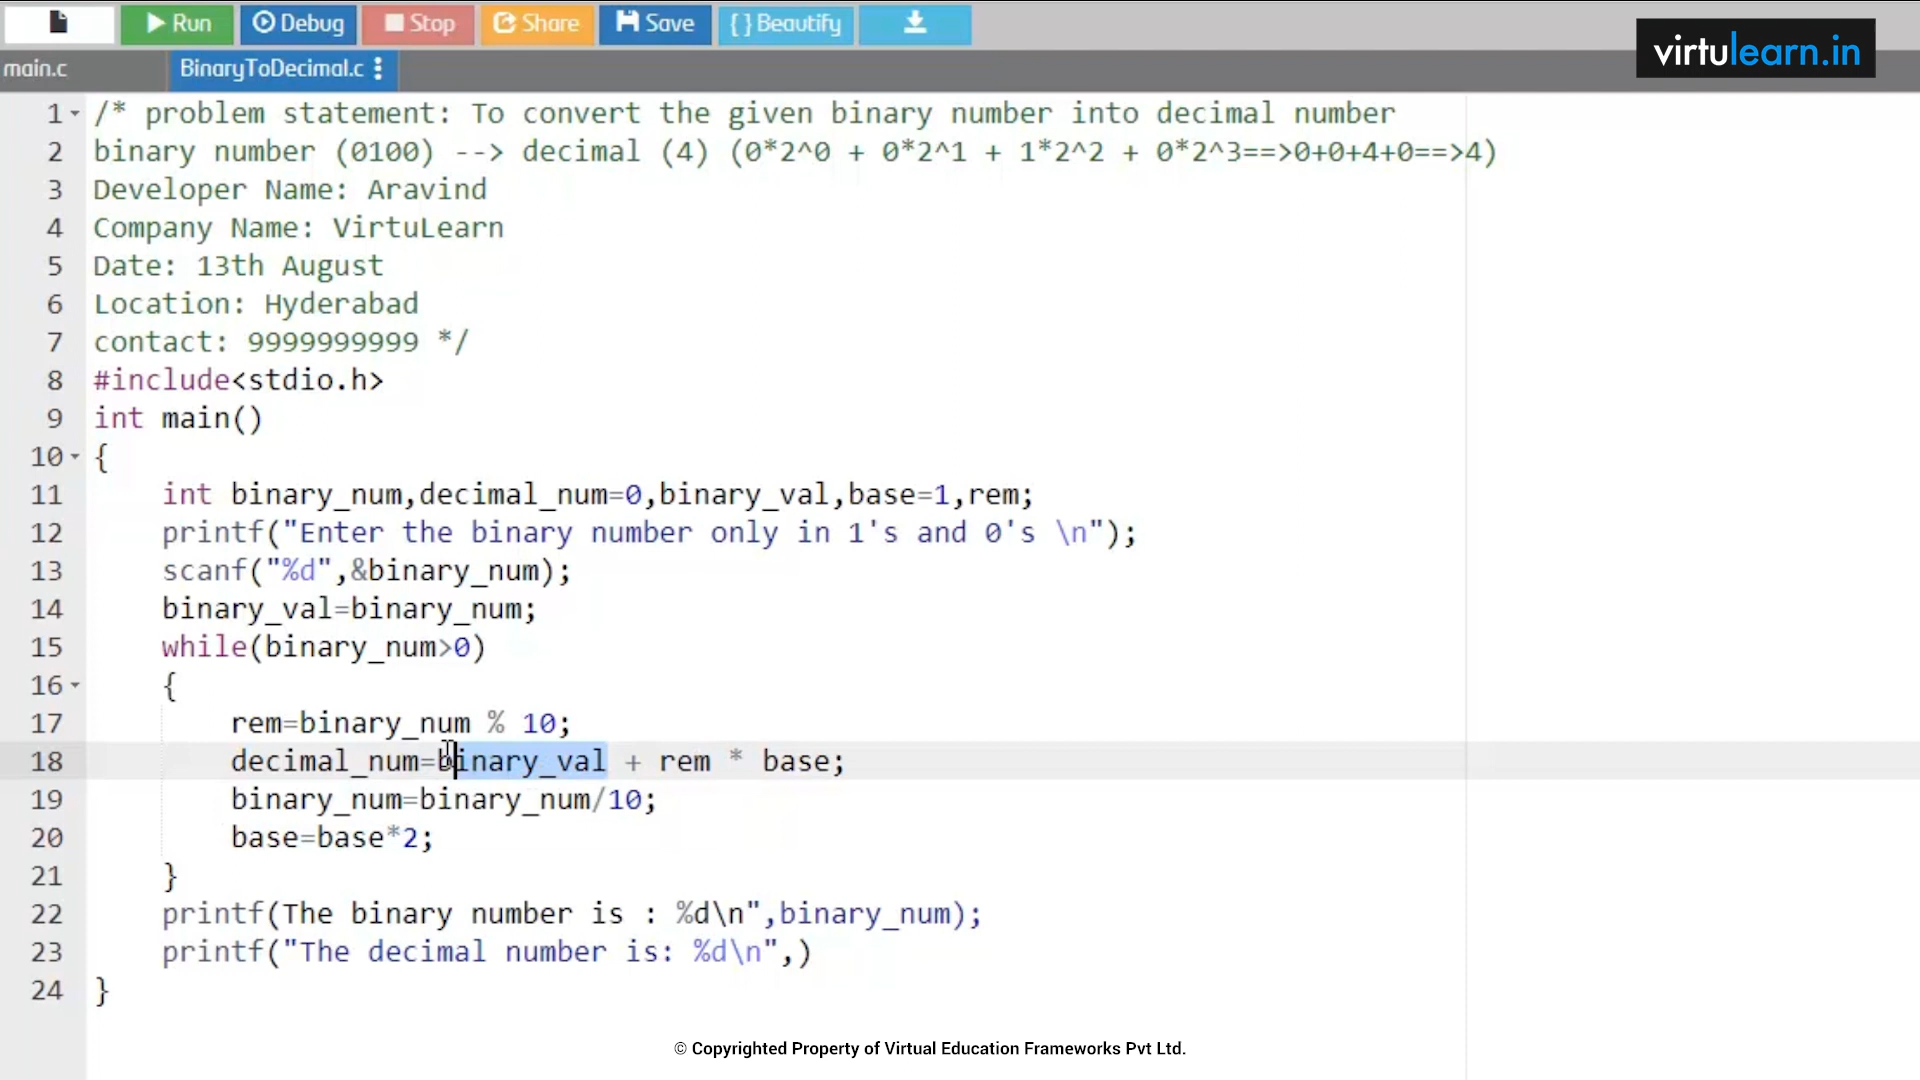 Run Debug Stop Share Save { } Beautify
virtulearn.in
main.c BinaryToDecimal.c
1 /* problem statement: To convert the given binary number into decimal number
2 binary number (0100) --> decimal (4) (0*2^0 + 0*2^1 + 1*2^2 + 0*2^3==>0+0+4+0==>4)
3 Developer Name: Aravind
4 Company Name: VirtuLearn
5 Date: 13th August
6 Location: Hyderabad
7 contact: 9999999999 */
8 #include<stdio.h>
9 int main()
10 {
11 int binary_num,decimal_num=0,binary_val,base=1,rem;
12 printf("Enter the binary number only in 1's and 0's \n");
13 scanf("%d",&binary_num);
14 binary_val=binary_num;
15 while(binary_num>0)
16 {
17 rem=binary_num % 10;
18 decimal_num=binary_val + rem * base;
19 binary_num=binary_num/10;
20 base=base*2;
21 }
22 printf(The binary number is : %d\n",binary_num);
23 printf("The decimal number is: %d\n",)
24 }
© Copyrighted Property of Virtual Education Frameworks Pvt Ltd.